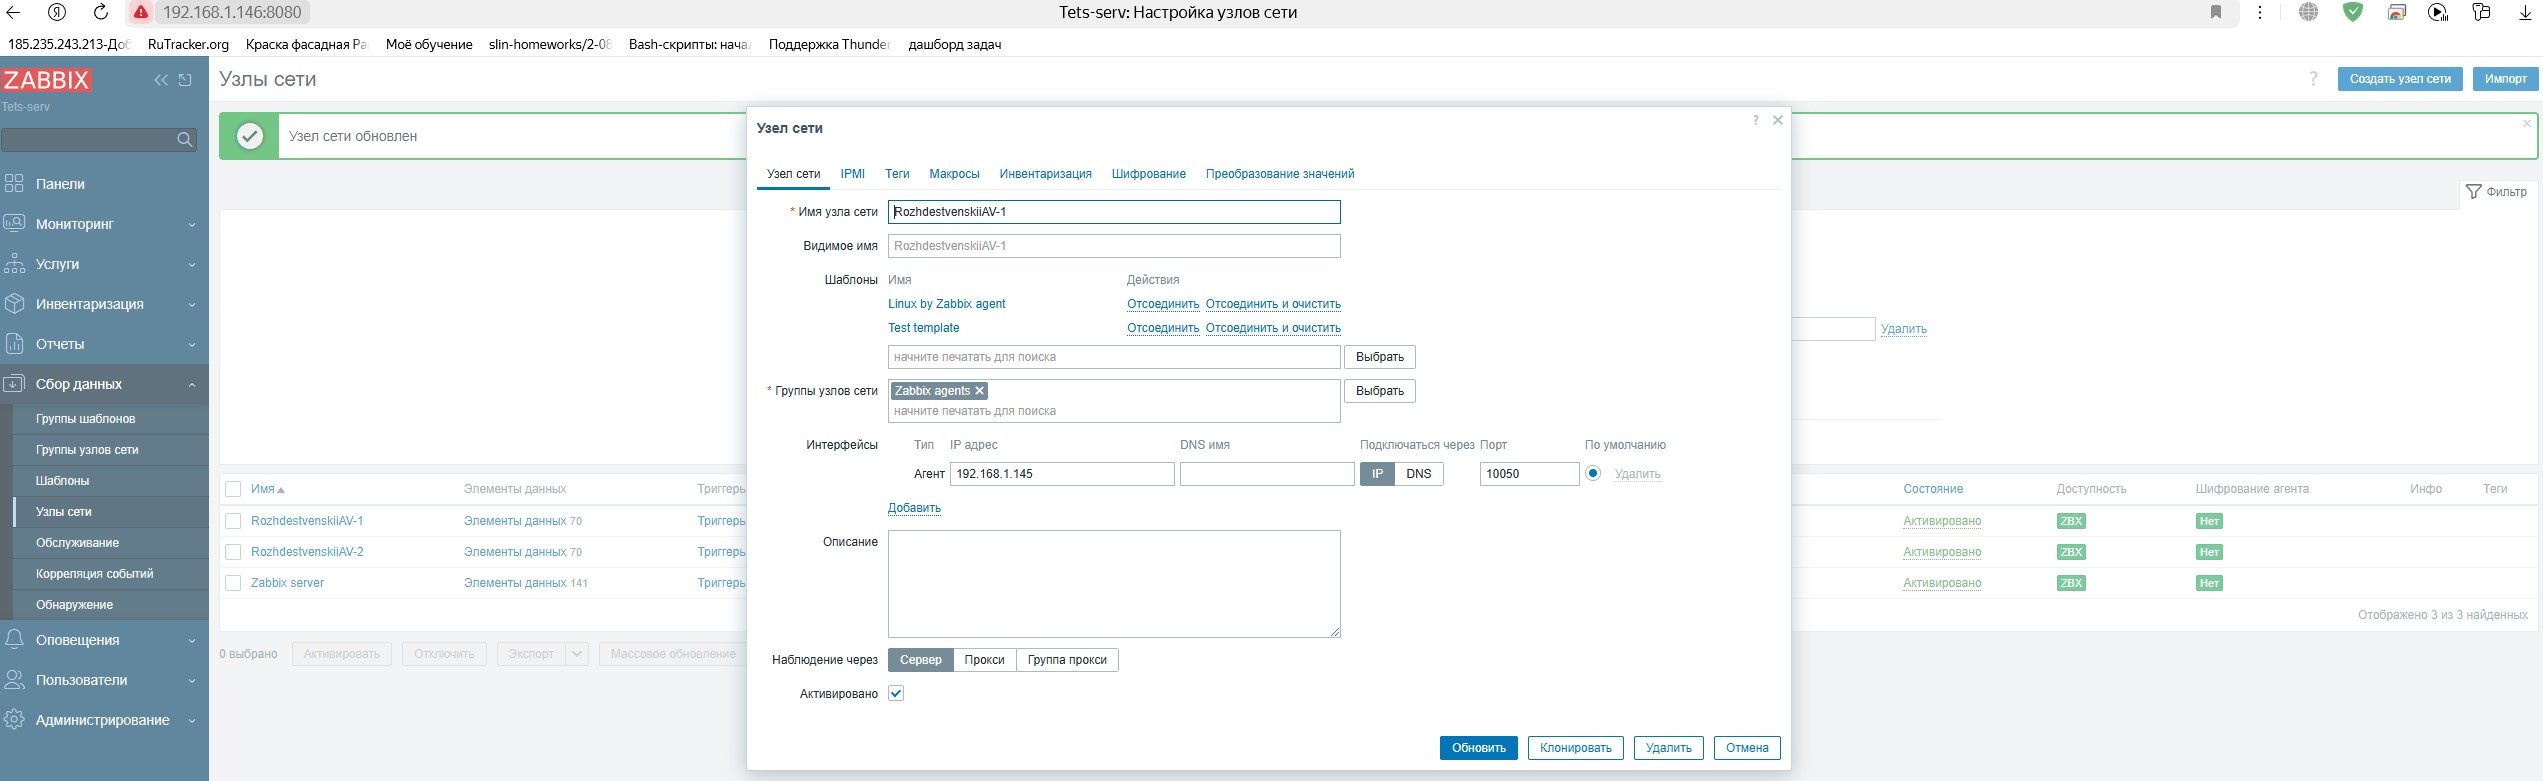 192.168.1.146:8080
Tets-serv: Настройка узлов сети
185.235.243.213-Доб
RuTracker.org
Краска фасадная Ра
Моё обучение
slin-homeworks/2-08
Bash-скрипты: нача
Поддержка Thunder
дашборд задач
ZABBIX
Tets-serv
Панели
Мониторинг
Услуги
Инвентаризация
Отчеты
Сбор данных
Группы шаблонов
Группы узлов сети
Шаблоны
Узлы сети
Обслуживание
Корреляция событий
Обнаружение
Оповещения
Пользователи
Администрирование
Узлы сети
? Создать узел сети Импорт
Узел сети обновлен
Фильтр
Удалить
Имя Элементы данных Триггеры Состояние Доступность Шифрование агента Инфо Теги
RozhdestvenskiiAV-1 Элементы данных 70 Триггеры Активировано ZBX Нет
RozhdestvenskiiAV-2 Элементы данных 70 Триггеры Активировано ZBX Нет
Zabbix server Элементы данных 141 Триггеры Активировано ZBX Нет
Отображено 3 из 3 найденных
0 выбрано Активировать Отключить Экспорт Массовое обновление
Узел сети ?
Узел сети IPMI Теги Макросы Инвентаризация Шифрование Преобразование значений
* Имя узла сети RozhdestvenskiiAV-1
Видимое имя RozhdestvenskiiAV-1
Шаблоны Имя Действия
Linux by Zabbix agent Отсоединить Отсоединить и очистить
Test template Отсоединить Отсоединить и очистить
начните печатать для поиска Выбрать
* Группы узлов сети Zabbix agents Выбрать
начните печатать для поиска
Интерфейсы Тип IP адрес DNS имя Подключаться через Порт По умолчанию
Агент 192.168.1.145 IP DNS 10050 Удалить
Добавить
Описание
Наблюдение через Сервер Прокси Группа прокси
Активировано
Обновить Клонировать Удалить Отмена